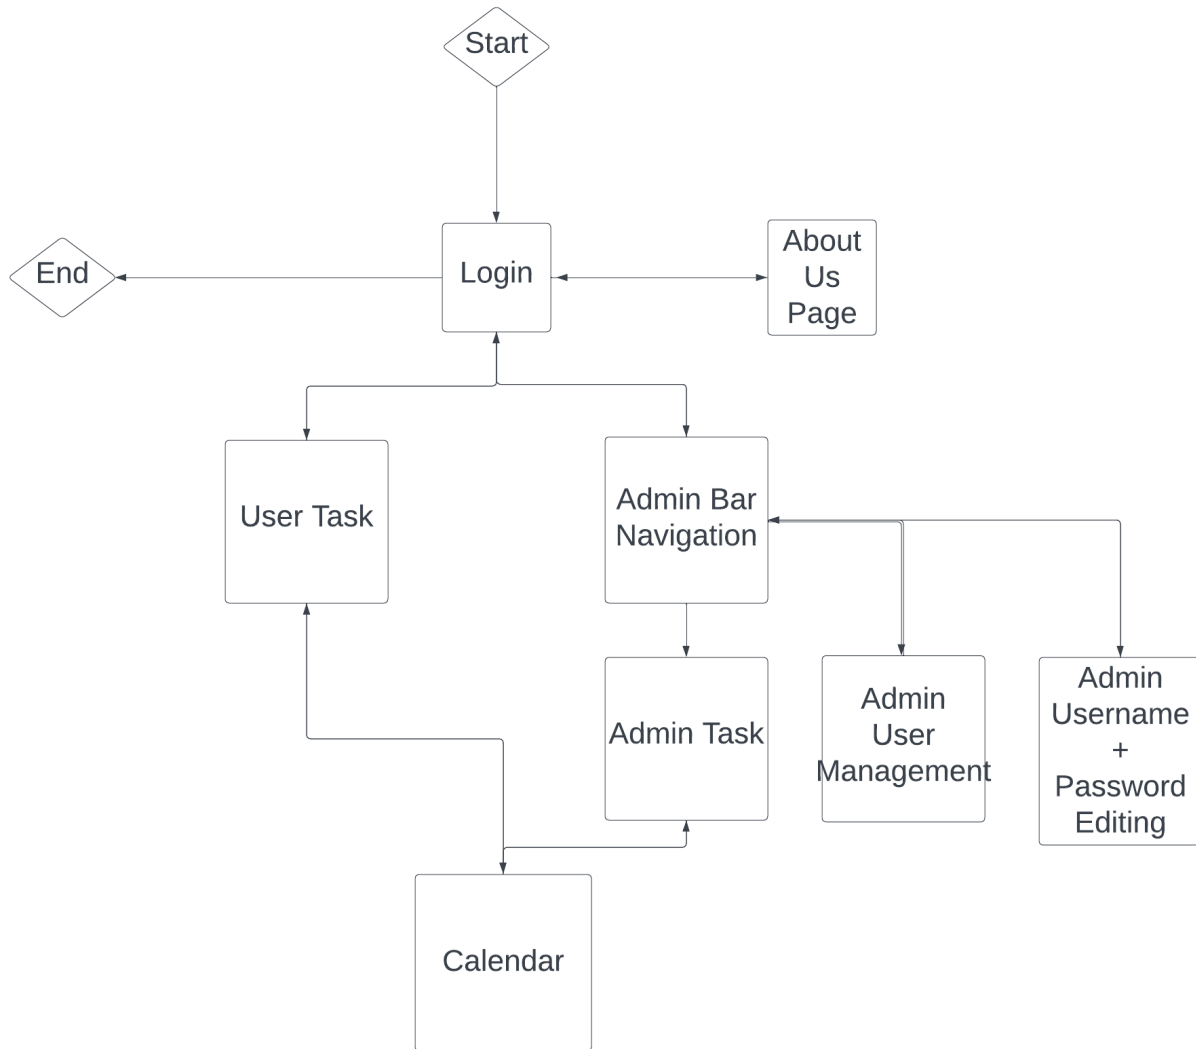 Start
End
Login
About
Us
Page
User Task
Admin Bar
Navigation
Admin Task
Admin
User
Management
Admin
Username
+
Password
Editing
Calendar